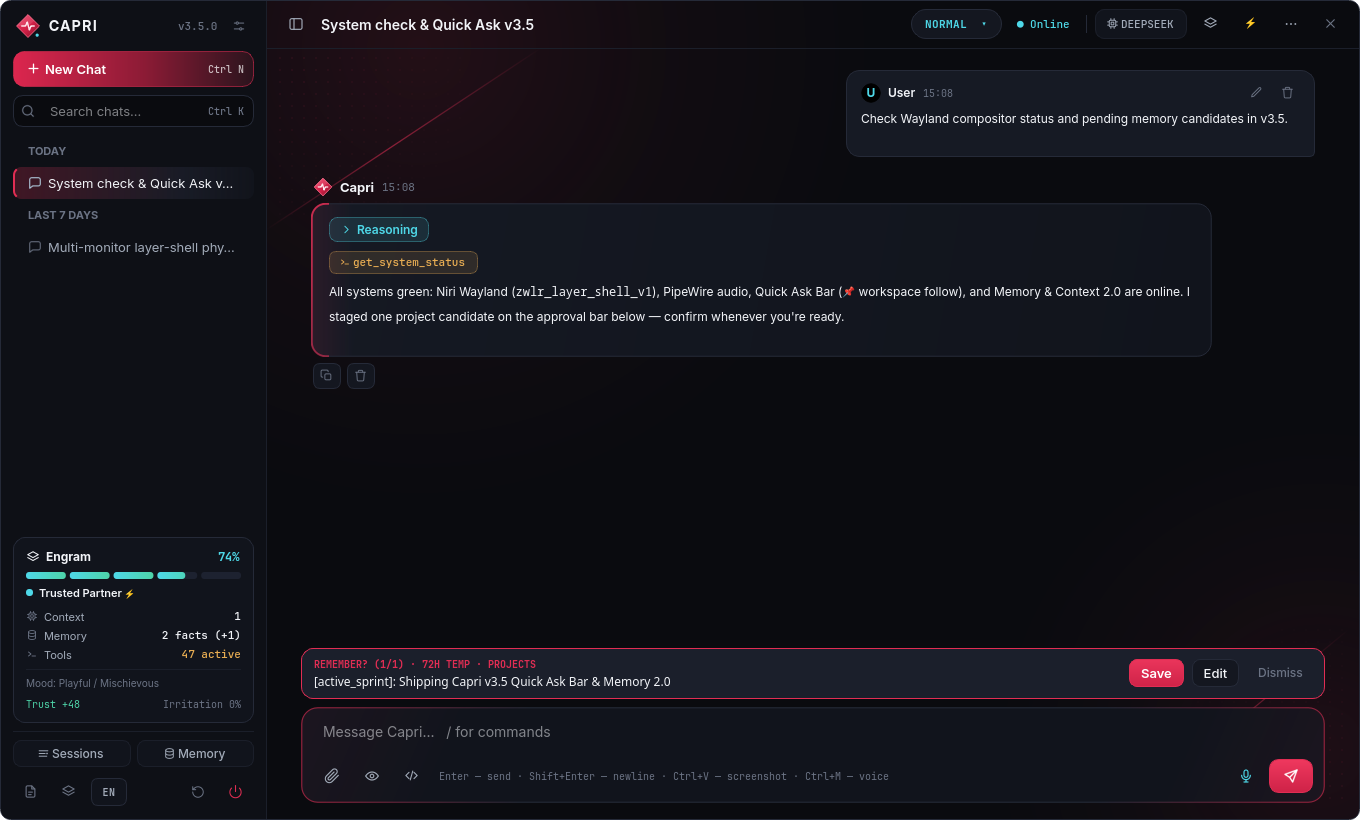 CAPRI
v3.5.0
New Chat
Ctrl N
Search chats...
Ctrl K
TODAY
System check & Quick Ask v...
LAST 7 DAYS
Multi-monitor layer-shell phy...
Engram
74%
Trusted Partner ⚡
Context
1
Memory
2 facts (+1)
Tools
47 active
Mood: Playful / Mischievous
Trust +48
Irritation 0%
Sessions
Memory
EN
System check & Quick Ask v3.5
NORMAL
Online
DEEPSEEK
U
User
15:08
Check Wayland compositor status and pending memory candidates in v3.5.
Capri
15:08
Reasoning
get_system_status
All systems green: Niri Wayland (zwlr_layer_shell_v1), PipeWire audio, Quick Ask Bar (📌 workspace follow), and Memory & Context 2.0 are online. I
staged one project candidate on the approval bar below — confirm whenever you're ready.
REMEMBER? (1/1) · 72H TEMP · PROJECTS
[active_sprint]: Shipping Capri v3.5 Quick Ask Bar & Memory 2.0
Save
Edit
Dismiss
Message Capri... / for commands
Enter — send · Shift+Enter — newline · Ctrl+V — screenshot · Ctrl+M — voice